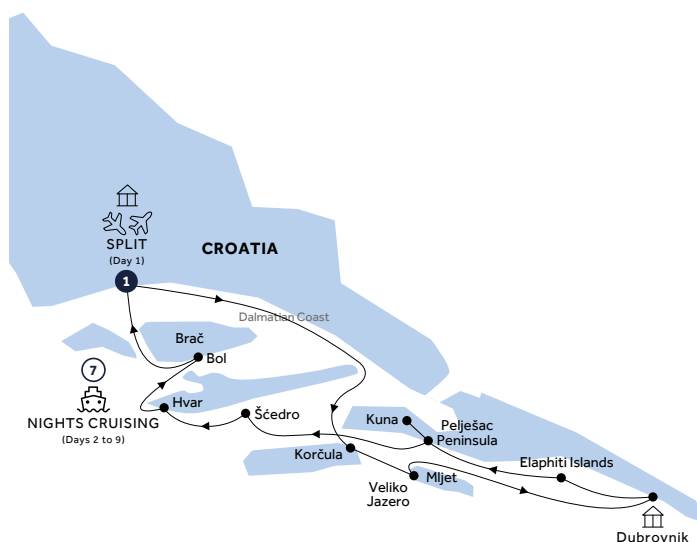 SPLIT
(Day 1)
1
CROATIA
Dalmatian Coast
Brač
Bol
7
NIGHTS CRUISING
(Days 2 to 9)
Hvar
Šćedro
Kuna
Pelješac
Peninsula
Korčula
Elaphiti Islands
Mljet
Veliko
Jazero
Dubrovnik